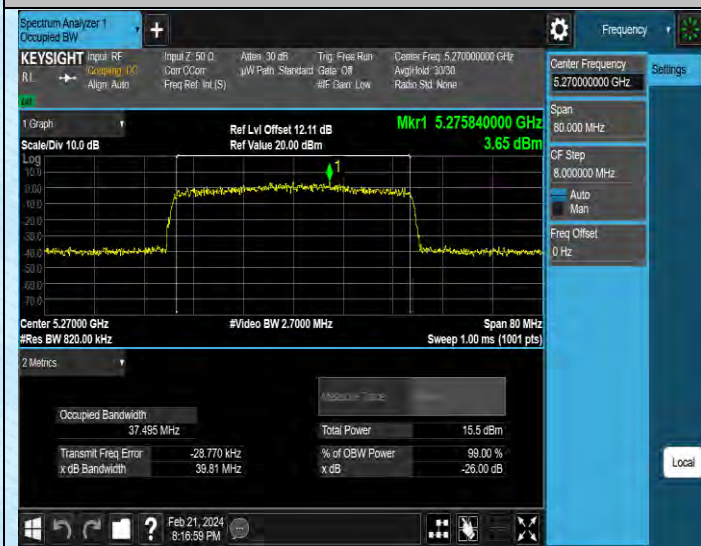 Spectrum Analyzer 1
Occupied BW
Frequency
KEYSIGHT Input: RF Input Z: 50 Ω Atten: 30 dB Trig: Free Run Center Freq: 5.270000000 GHz
RL Coupling: DC Corr CCorr µW Path: Standard Gate: Off Avg|Hold: 30/30
Align: Auto Freq Ref: Int (S) #IF Gain: Low Radio Std: None
1 Graph
Scale/Div 10.0 dB
Ref Lvl Offset 12.11 dB
Ref Value 20.00 dBm
Mkr1 5.275840000 GHz
3.65 dBm
Log
10.0
0.00
-10.0
-20.0
-30.0
-40.0
-50.0
-60.0
-70.0
1
Center 5.27000 GHz #Video BW 2.7000 MHz Span 80 MHz
#Res BW 820.00 kHz Sweep 1.00 ms (1001 pts)
2 Metrics
Measure Trace
Occupied Bandwidth
37.495 MHz Total Power 15.5 dBm
Transmit Freq Error -28.770 kHz % of OBW Power 99.00 %
x dB Bandwidth 39.81 MHz x dB -26.00 dB
Center Frequency
5.270000000 GHz
Settings
Span
80.000 MHz
CF Step
8.000000 MHz
Auto
Man
Freq Offset
0 Hz
Local
?
Feb 21, 2024
8:16:59 PM